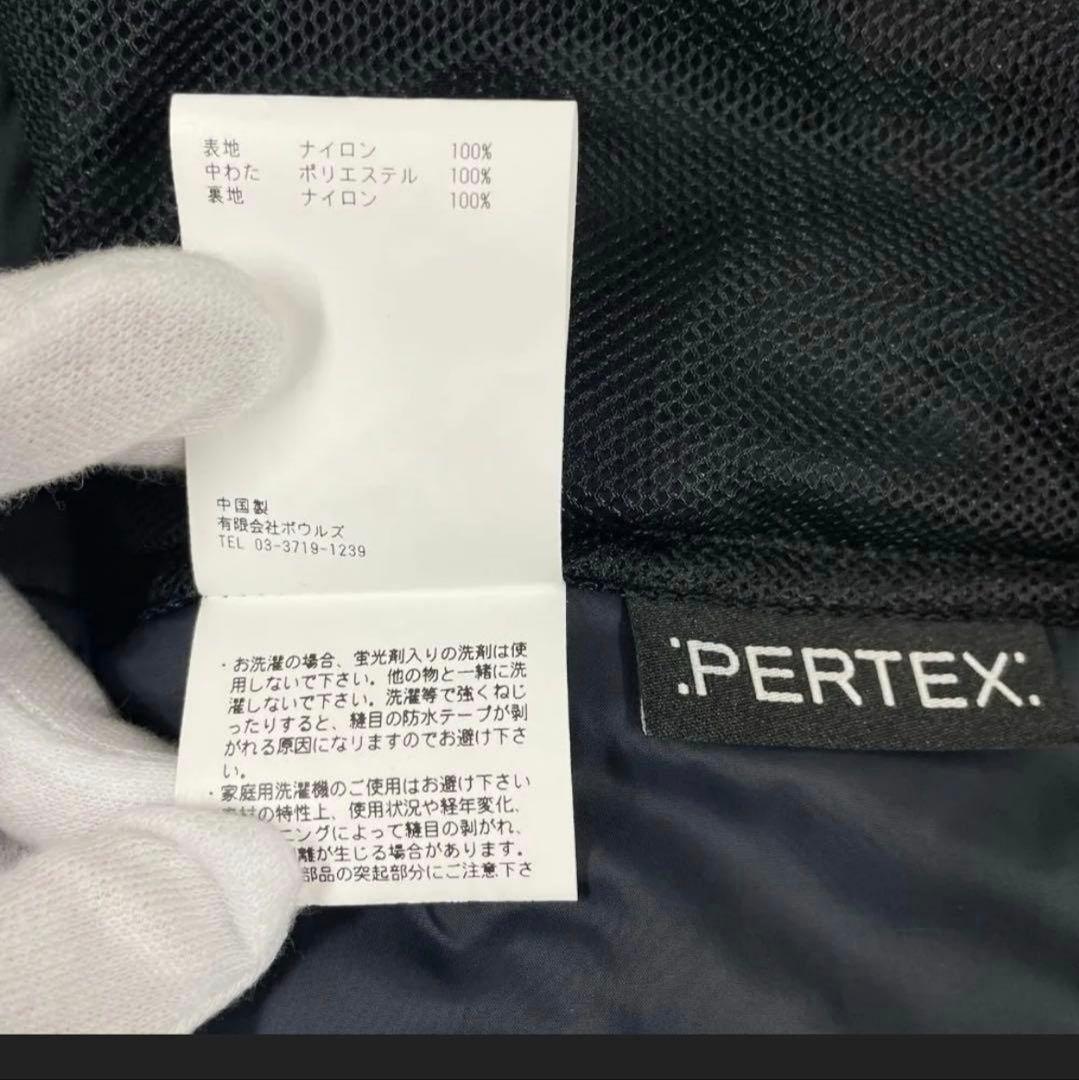 表地 ナイロン 100%
中わた ポリエステル 100%
裏地 ナイロン 100%
中国製
有限会社ボウルズ
TEL 03-3719-1239
・お洗濯の場合、蛍光剤入りの洗剤は使
用しないで下さい。他の物と一緒に洗
濯しないで下さい。洗濯等で強くねじ
ったりすると、縫目の防水テープが剥
がれる原因になりますのでお避け下さ
い。
・家庭用洗濯機のご使用はお避け下さい
の特性上、使用状況や経年変化、
ニングによって縫目の剥がれ、
離が生じる場合があります。
部品の突起部分にご注意下さ
:PERTEX: